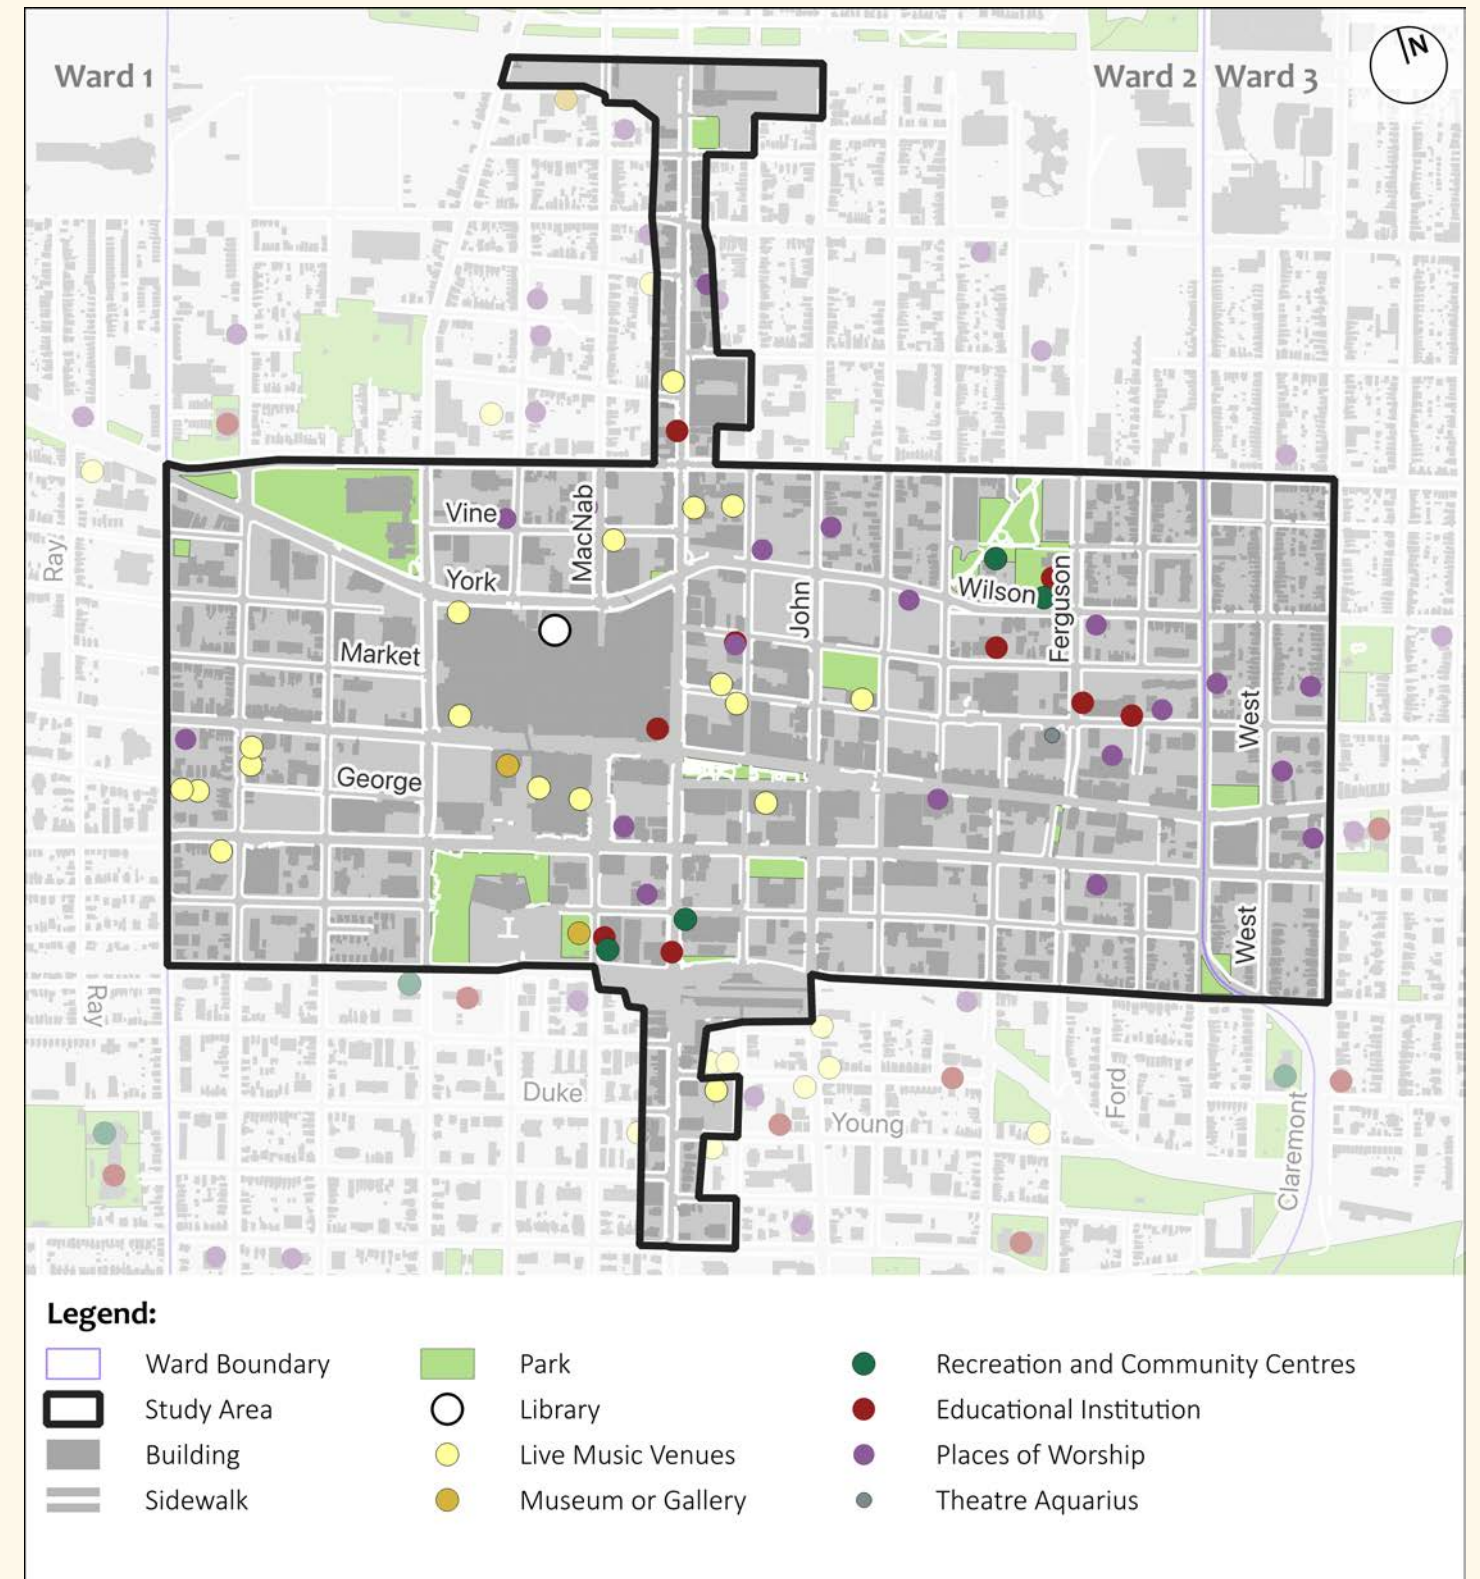 Ward 1
Ward 2
Ward 3
N
Vine
MacNab
York
Ray
Wilson
Ferguson
John
Market
West
George
West
Ray
Duke
Young
Ford
Claremont
Legend:
Ward Boundary
Study Area
Building
Sidewalk
Park
Library
Live Music Venues
Museum or Gallery
Recreation and Community Centres
Educational Institution
Places of Worship
Theatre Aquarius